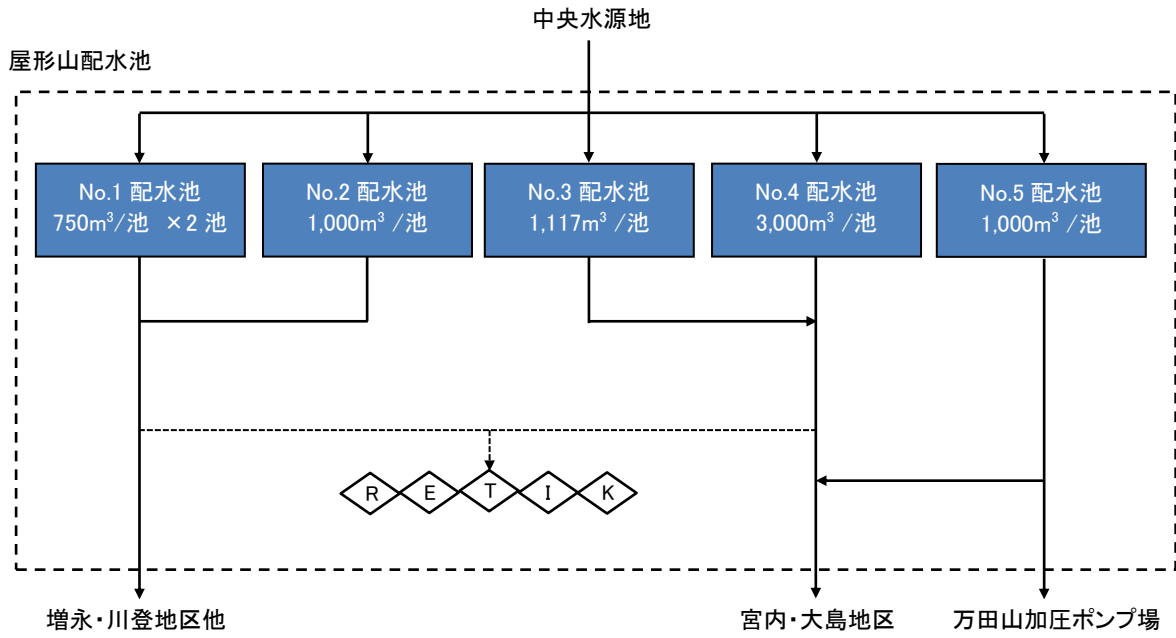 中央水源地
屋形山配水池
No.1 配水池
750m³/池 ×2 池
No.2 配水池
1,000m³ /池
No.3 配水池
1,117m³ /池
No.4 配水池
3,000m³ /池
No.5 配水池
1,000m³ /池
R E T I K
増永・川登地区他
宮内・大島地区
万田山加圧ポンプ場